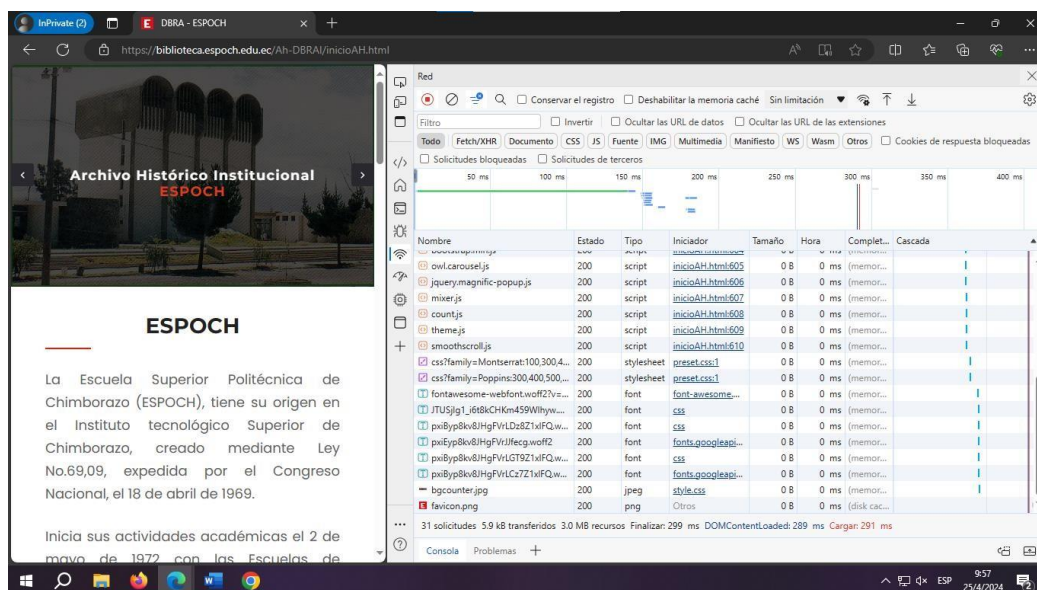 InPrivate (2)
DBRA - ESPOCH
https://biblioteca.espoch.edu.ec/Ah-DBRAI/inicioAH.html
Archivo Histórico Institucional
ESPOCH
ESPOCH
La Escuela Superior Politécnica de
Chimborazo (ESPOCH), tiene su origen en
el Instituto tecnológico Superior de
Chimborazo, creado mediante Ley
No.69,09, expedida por el Congreso
Nacional, el 18 de abril de 1969.
Inicia sus actividades académicas el 2 de
mayo de 1972 con las Escuelas de
Red
Conservar el registro Deshabilitar la memoria caché Sin limitación
Filtro Invertir Ocultar las URL de datos Ocultar las URL de las extensiones
Todo Fetch/XHR Documento CSS JS Fuente IMG Multimedia Manifiesto WS Wasm Otros Cookies de respuesta bloqueadas
Solicitudes bloqueadas Solicitudes de terceros
50 ms 100 ms 150 ms 200 ms 250 ms 300 ms 350 ms 400 ms
Nombre Estado Tipo Iniciador Tamaño Hora Complet... Cascada
owl.carousel.js 200 script inicioAH.html:605 0 B 0 ms (memor...
jquery.magnific-popup.js 200 script inicioAH.html:606 0 B 0 ms (memor...
mixer.js 200 script inicioAH.html:607 0 B 0 ms (memor...
count.js 200 script inicioAH.html:608 0 B 0 ms (memor...
theme.js 200 script inicioAH.html:609 0 B 0 ms (memor...
smoothscroll.js 200 script inicioAH.html:610 0 B 0 ms (memor...
css?family=Montserrat:100,300,4... 200 stylesheet preset.css:1 0 B 0 ms (memor...
css?family=Poppins:300,400,500,... 200 stylesheet preset.css:1 0 B 0 ms (memor...
fontawesome-webfont.woff2?v=... 200 font font-awesome,... 0 B 0 ms (memor...
JTUSjIg1_i6t8kCHKm459Wlhyw.... 200 font css 0 B 0 ms (memor...
pxiByp8kv8JHgFVrLDz8Z1xlFQ.w... 200 font css 0 B 0 ms (memor...
pxiEyp8kv8JHgFVrJJfecg.woff2 200 font fonts.googleapi... 0 B 0 ms (memor...
pxiByp8kv8JHgFVrLGT9Z1xlFQ.w... 200 font css 0 B 0 ms (memor...
pxiByp8kv8JHgFVrLCz7Z1xlFQ.w... 200 font fonts.googleapi... 0 B 0 ms (memor...
bgcounter.jpg 200 jpeg style.css 0 B 0 ms (memor...
favicon.png 200 png Otros 0 B 0 ms (disk cac...
31 solicitudes 5.9 kB transferidos 3.0 MB recursos Finalizar: 299 ms DOMContentLoaded: 289 ms Cargar: 291 ms
Consola Problemas
ESP
9:57
25/4/2024